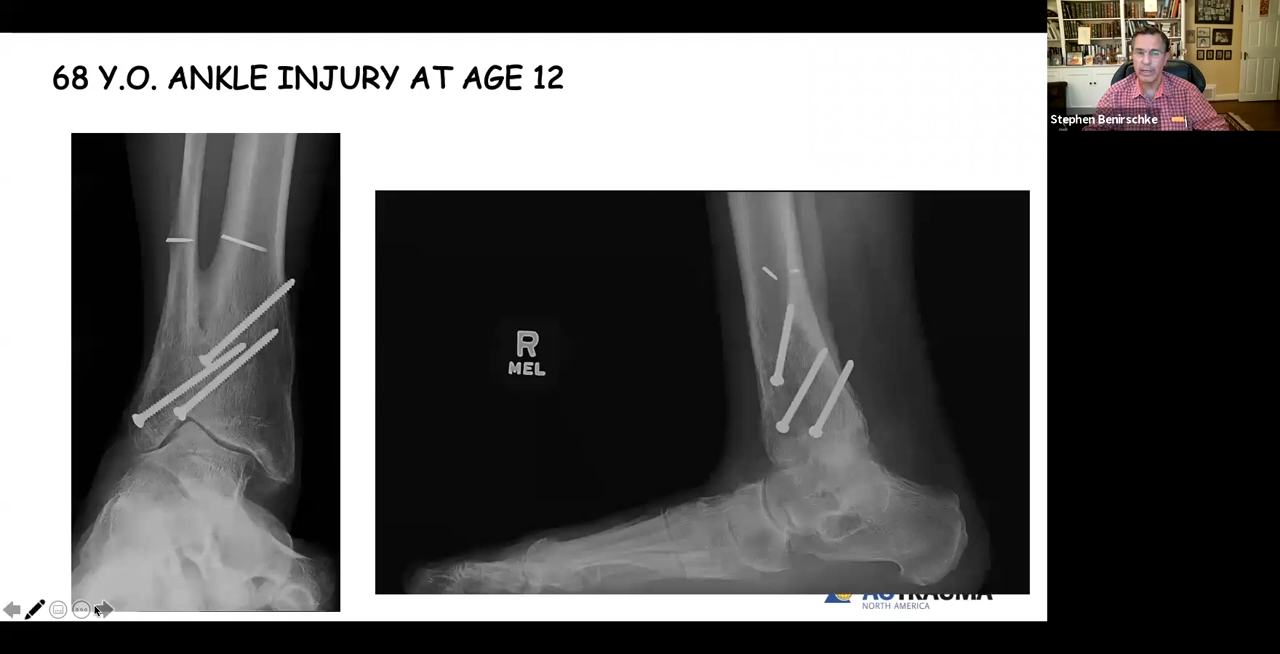 68 Y.O. ANKLE INJURY AT AGE 12
Stephen Benirschke
R
MEL
NORTH AMERICA